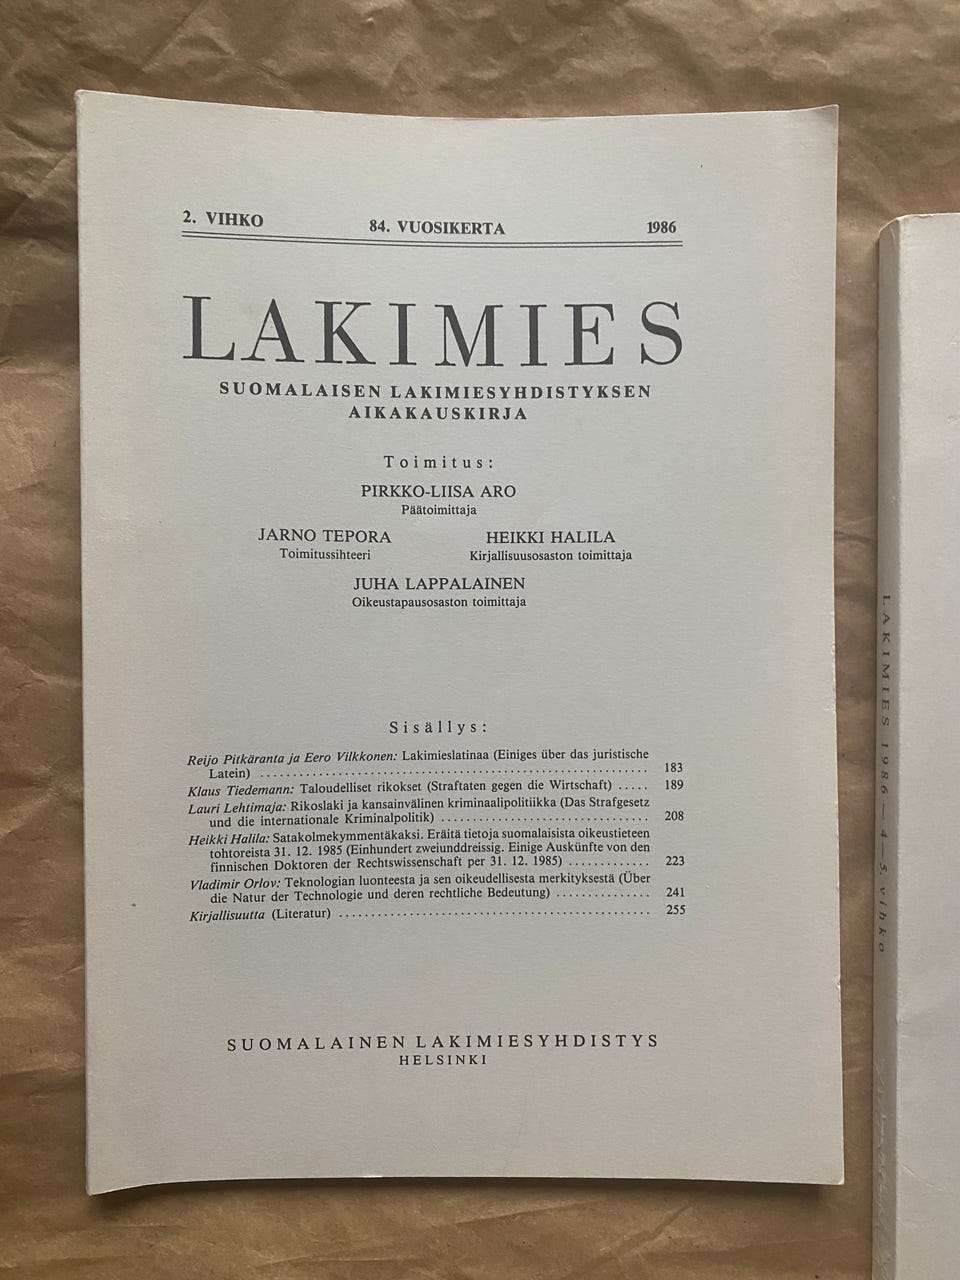 2. VIHKO 84. VUOSIKERTA 1986
LAKIMIES
SUOMALAISEN LAKIMIESYHDISTYKSEN
AIKAKAUSKIRJA
Toimitus:
PIRKKO-LIISA ARO
Päätoimittaja
JARNO TEPORA HEIKKI HALILA
Toimitussihteeri Kirjallisuusosaston toimittaja
JUHA LAPPALAINEN
Oikeustapausosaston toimittaja
Sisällys:
Reijo Pitkäranta ja Eero Vilkkonen: Lakimieslatinaa (Einiges über das juristische
Latein) ........................................................ 183
Klaus Tiedemann: Taloudelliset rikokset (Straftaten gegen die Wirtschaft) ..... 189
Lauri Lehtimaja: Rikoslaki ja kansainvälinen kriminaalipolitiikka (Das Strafgesetz
und die internationale Kriminalpolitik) .............................. 208
Heikki Halila: Satakolmekymmentäkaksi. Eräitä tietoja suomalaisista oikeustieteen
tohtoreista 31. 12. 1985 (Einhundert zweiunddreissig. Einige Auskünfte von den
finnischen Doktoren der Rechtswissenschaft per 31. 12. 1985) ............ 223
Vladimir Orlov: Teknologian luonteesta ja sen oikeudellisesta merkityksestä (Über
die Natur der Technologie und deren rechtliche Bedeutung) .............. 241
Kirjallisuutta (Literatur) ............................................. 255
SUOMALAINEN LAKIMIESYHDISTYS
HELSINKI
LAKIMIES 1986 — 4—5. vihko